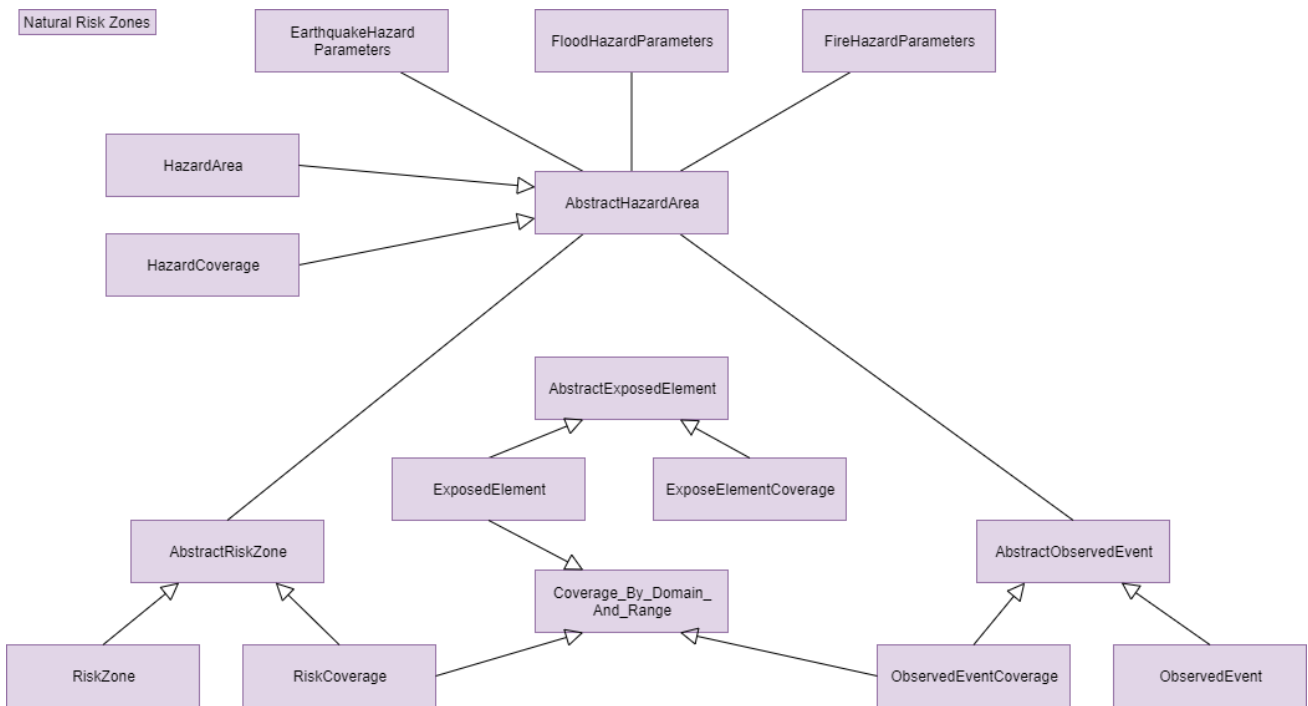 Natural Risk Zones
EarthquakeHazard
Parameters
FloodHazardParameters
FireHazardParameters
HazardArea
AbstractHazardArea
HazardCoverage
AbstractExposedElement
ExposedElement
ExposeElementCoverage
AbstractRiskZone
AbstractObservedEvent
Coverage_By_Domain_
And_Range
RiskZone
RiskCoverage
ObservedEventCoverage
ObservedEvent